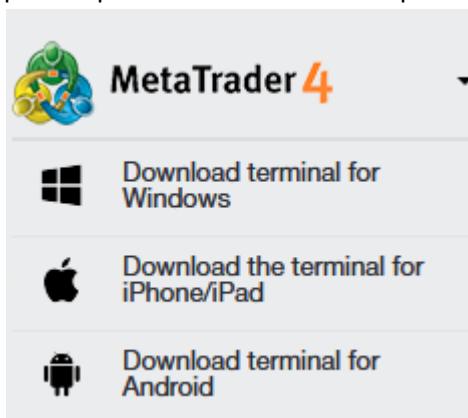 MetaTrader 4
Download terminal for
Windows
Download the terminal for
iPhone/iPad
Download terminal for
Android